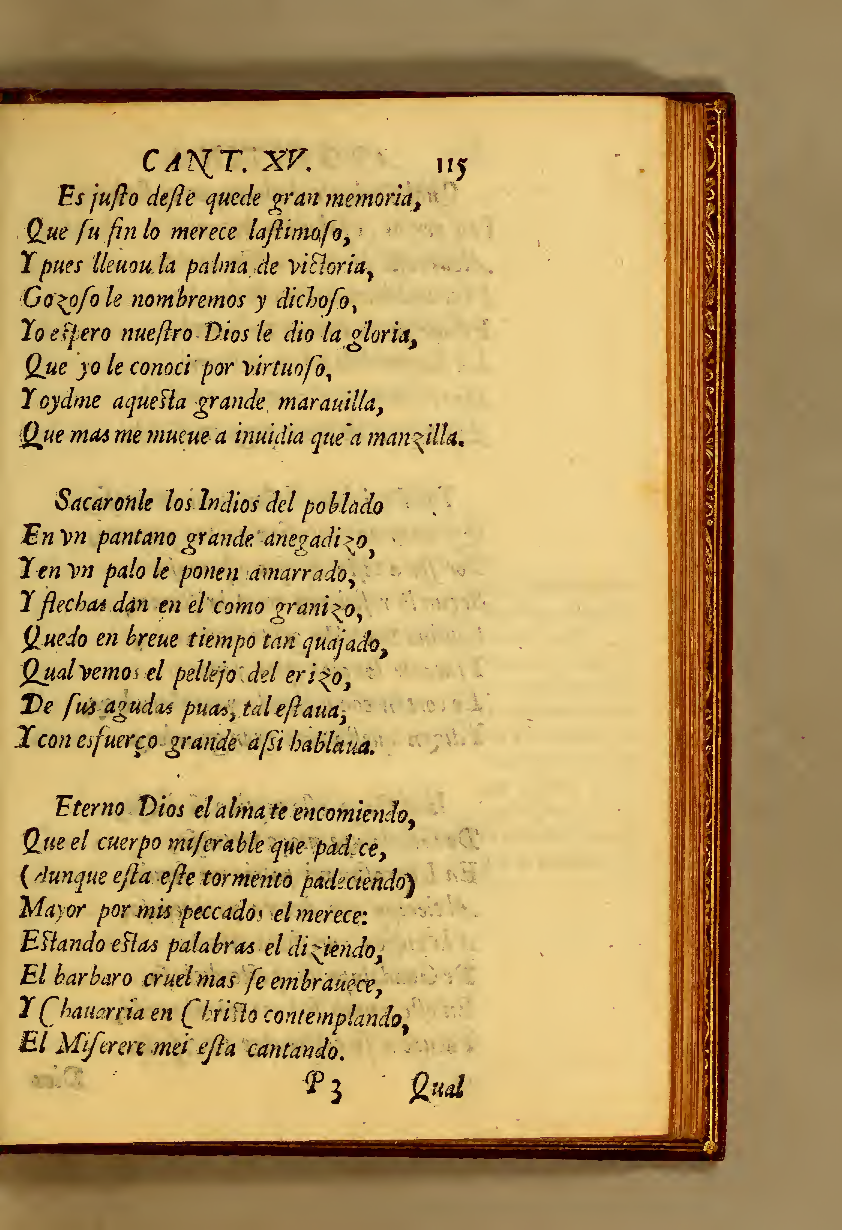 CANT. XV. 115
Es juſto deſte quede gran memoria,
Que ſu fin lo merece laſtimoſo,
Y pues lleuou la palma de victoria,
Gozoſo le nombremos y dichoſo,
Yo eſpero nueſtro Dios le dio la gloria,
Que yo le conoci por virtuoſo,
Y oydme aqueſta grande marauilla,
Que mas me mueue a inuidia que a manzilla.
Sacaronle los Indios del poblado
En vn pantano grande anegadizo,
Y en vn palo le ponen amarrado,
Y flechas dan en el como granizo,
Quedo en breue tiempo tan quajado,
Qual vemos el pellejo del erizo,
De ſus agudas puas, tal eſtaua,
Y con esfuerço grande aſsi hablaua.
Eterno Dios el alma te encomiendo,
Que el cuerpo miſerable que padece,
(Aunque eſta eſte tormento padeciendo)
Mayor por mis peccados el merece:
Eſtando eſtas palabras el diziendo,
El barbaro cruel mas ſe embrauece,
Y Chauarria en Chriſto contemplando,
El Miſerere mei eſta cantando.
P 3 Qual